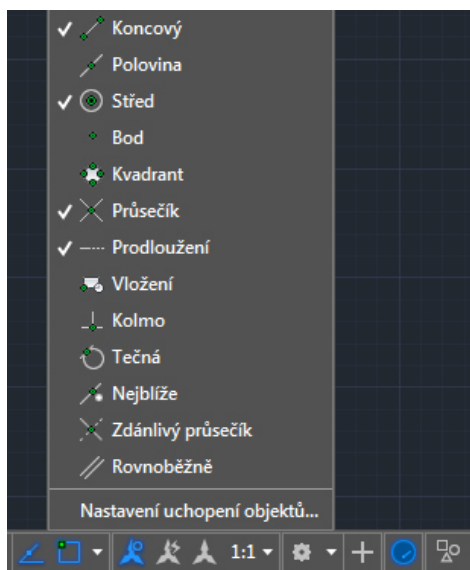 Koncový
Polovina
Střed
Bod
Kvadrant
Průsečík
Prodloužení
Vložení
Kolmo
Tečná
Nejblíže
Zdánlivý průsečík
Rovnoběžně
Nastavení uchopení objektů...
1:1